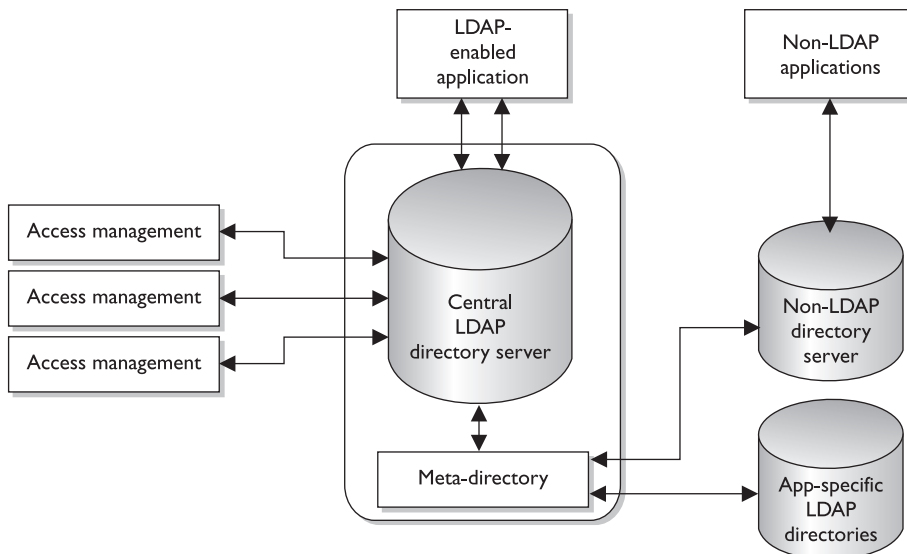 LDAP-
enabled
application
Non-LDAP
applications
Access management
Access management
Access management
Central
LDAP
directory server
Non-LDAP
directory
server
Meta-directory
App-specific
LDAP
directories